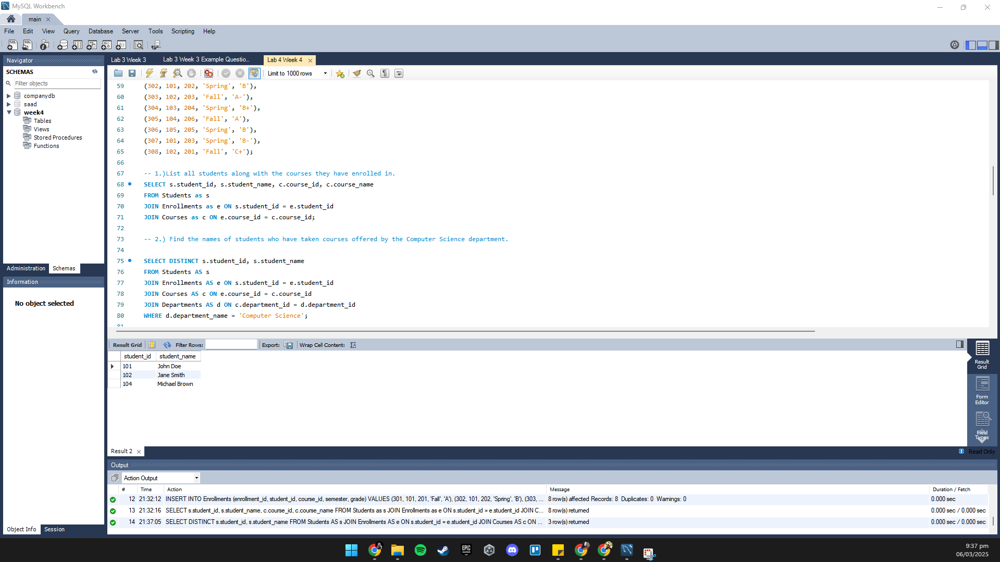 MySQL Workbench
main
File Edit View Query Database Server Tools Scripting Help
Navigator
SCHEMAS
Filter objects
companydb
saad
week4
Tables
Views
Stored Procedures
Functions
Administration Schemas
Information
No object selected
Object Info Session
Lab 3 Week 3 Lab 3 Week 3 Example Questio... Lab 4 Week 4
Limit to 1000 rows
59 (302, 101, 202, 'Spring', 'B'),
60 (303, 102, 203, 'Fall', 'A-'),
61 (304, 103, 204, 'Spring', 'B+'),
62 (305, 104, 206, 'Fall', 'A'),
63 (306, 105, 205, 'Spring', 'B'),
64 (307, 101, 203, 'Spring', 'B-'),
65 (308, 102, 201, 'Fall', 'C+');
66
67 -- 1.)List all students along with the courses they have enrolled in.
68 SELECT s.student_id, s.student_name, c.course_id, c.course_name
69 FROM Students as s
70 JOIN Enrollments as e ON s.student_id = e.student_id
71 JOIN Courses as c ON e.course_id = c.course_id;
72
73 -- 2.) Find the names of students who have taken courses offered by the Computer Science department.
74
75 SELECT DISTINCT s.student_id, s.student_name
76 FROM Students AS s
77 JOIN Enrollments AS e ON s.student_id = e.student_id
78 JOIN Courses AS c ON e.course_id = c.course_id
79 JOIN Departments AS d ON c.department_id = d.department_id
80 WHERE d.department_name = 'Computer Science';
81
Result Grid Filter Rows: Export: Wrap Cell Content:
student_id student_name
101 John Doe
102 Jane Smith
104 Michael Brown
Result Grid
Form Editor
Field Types
Result 2
Read Only
Output
Action Output
# Time Action Message Duration / Fetch
12 21:32:12 INSERT INTO Enrollments (enrollment_id, student_id, course_id, semester, grade) VALUES (301, 101, 201, 'Fall', 'A'), (302, 101, 202, 'Spring', 'B'), (303, ... 8 row(s) affected Records: 8 Duplicates: 0 Warnings: 0 0.000 sec
13 21:32:16 SELECT s.student_id, s.student_name, c.course_id, c.course_name FROM Students as s JOIN Enrollments as e ON s.student_id = e.student_id JOIN C... 8 row(s) returned 0.000 sec / 0.000 sec
14 21:37:05 SELECT DISTINCT s.student_id, s.student_name FROM Students AS s JOIN Enrollments AS e ON s.student_id = e.student_id JOIN Courses AS c ON ... 3 row(s) returned 0.000 sec / 0.000 sec
EPIC GAMES
9:37 pm
06/03/2025